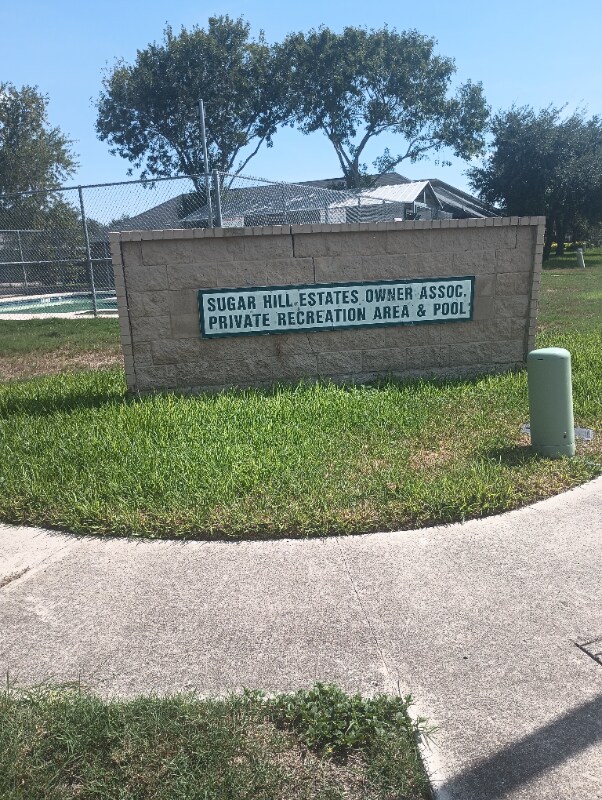 SUGAR HILL ESTATES OWNER ASSOC.
PRIVATE RECREATION AREA & POOL